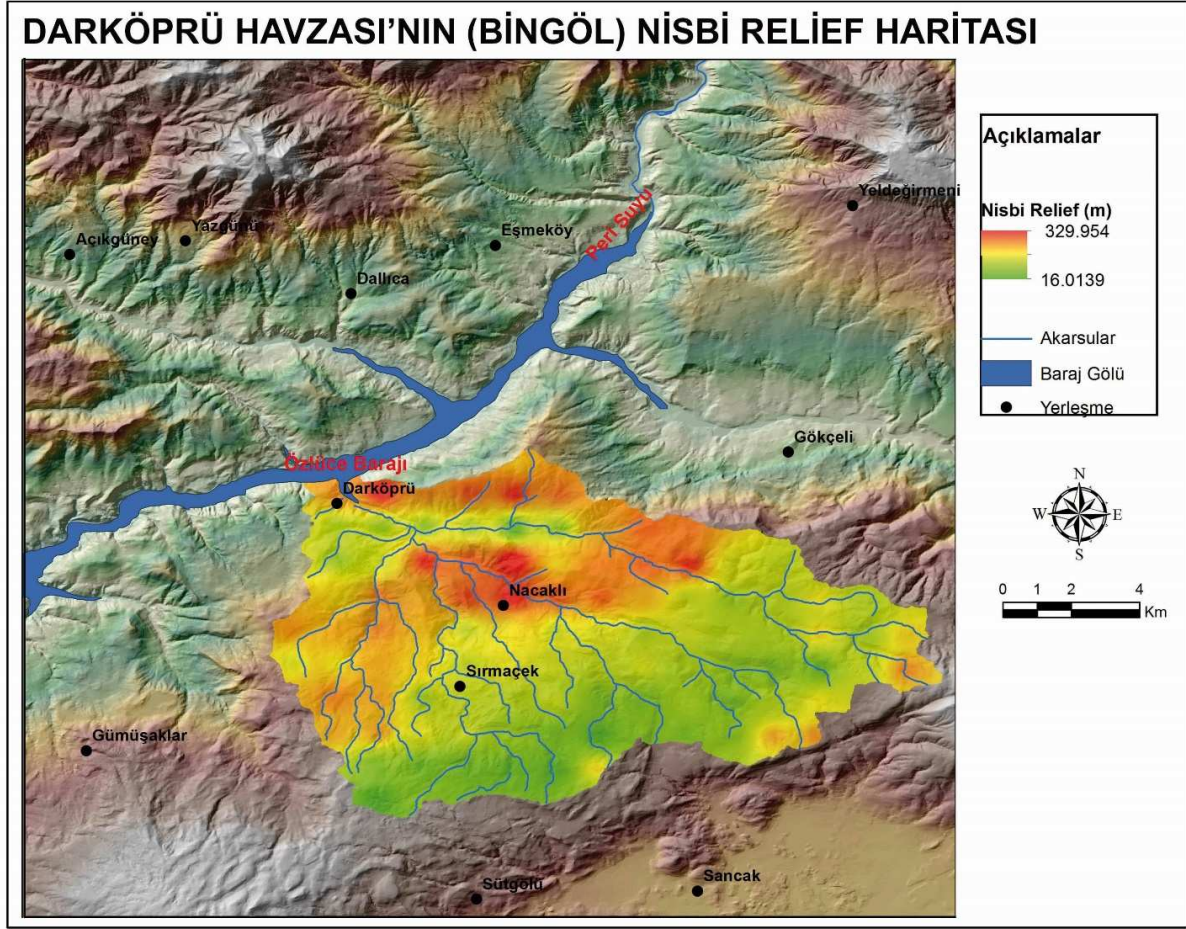 DARKÖPRÜ HAVZASI’NIN (BİNGÖL) NİSBİ RELİEF HARİTASI
Açıklamalar
Nisbi Relief (m)
329.954
16.0139
Akarsular
Baraj Gölü
Yerleşme
Yeldeğirmeni
Peri Suyu
Yazgünü
Açıkgüney
Eşmeköy
Dallıca
Gökçeli
Özlüce Barajı
Darköprü
Nacaklı
Sırmaçek
Gümüşaklar
Sütgölü
Sancak
N
W E
S
0 1 2 4
Km